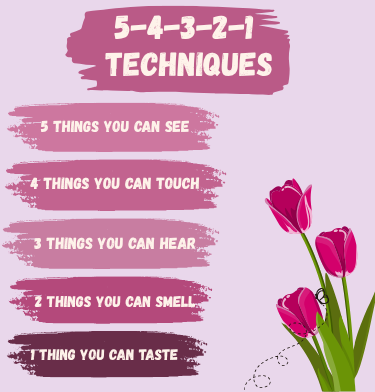 5-4-3-2-1
TECHNIQUES
5 THINGS YOU CAN SEE
4 THINGS YOU CAN TOUCH
3 THINGS YOU CAN HEAR
2 THINGS YOU CAN SMELL
1 THING YOU CAN TASTE